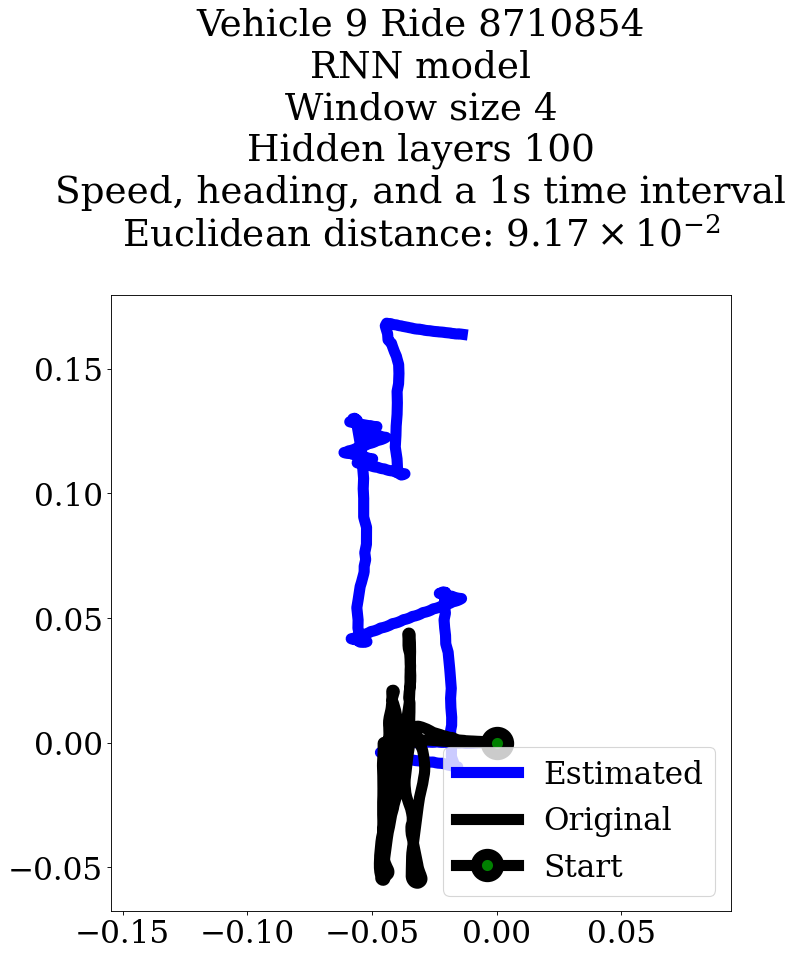 Vehicle 9 Ride 8710854
RNN model
Window size 4
Hidden layers 100
Speed, heading, and a 1s time interval
Euclidean distance: 9.17 × 10⁻²
0.15
0.10
0.05
0.00
−0.05
Estimated
Original
Start
−0.15
−0.10
−0.05
0.00
0.05